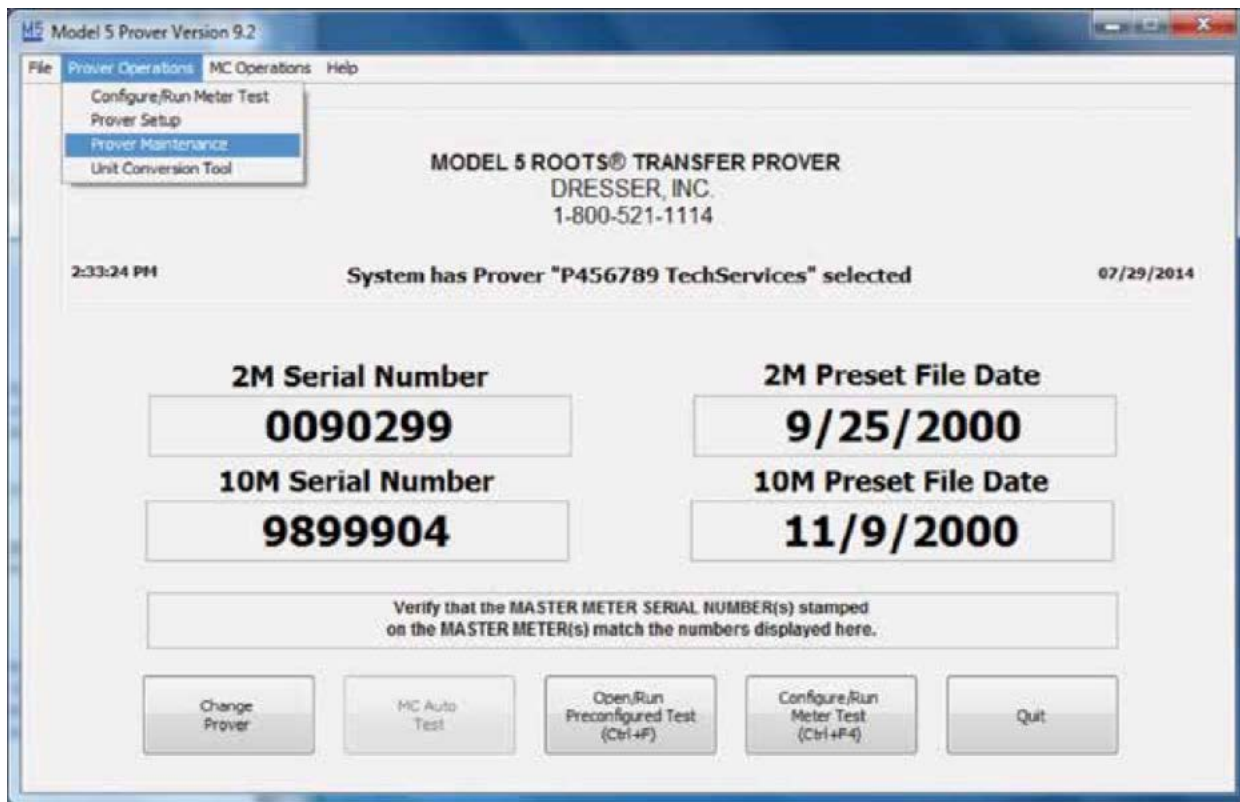 M5 Model 5 Prover Version 9.2
File Prover Operations MC Operations Help
Configure/Run Meter Test
Prover Setup
Prover Maintenance
Unit Conversion Tool
MODEL 5 ROOTS® TRANSFER PROVER
DRESSER, INC.
1-800-521-1114
2:33:24 PM
System has Prover "P456789 TechServices" selected
07/29/2014
2M Serial Number
0090299
2M Preset File Date
9/25/2000
10M Serial Number
9899904
10M Preset File Date
11/9/2000
Verify that the MASTER METER SERIAL NUMBER(s) stamped
on the MASTER METER(s) match the numbers displayed here.
Change
Prover
MC Auto
Test
Open/Run
Preconfigured Test
(Ctrl+F)
Configure/Run
Meter Test
(Ctrl+F4)
Quit